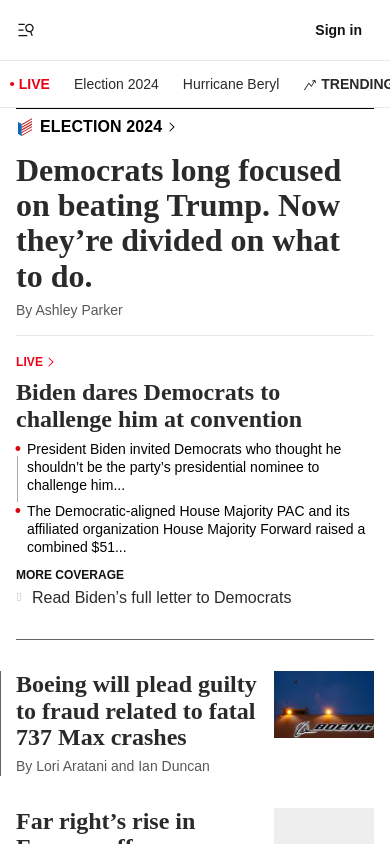 Sign in
LIVE
Election 2024
Hurricane Beryl
TRENDING
ELECTION 2024
Democrats long focused
on beating Trump. Now
they’re divided on what
to do.
By Ashley Parker
LIVE
Biden dares Democrats to
challenge him at convention
President Biden invited Democrats who thought he
shouldn’t be the party’s presidential nominee to
challenge him...
The Democratic-aligned House Majority PAC and its
affiliated organization House Majority Forward raised a
combined $51...
MORE COVERAGE
Read Biden’s full letter to Democrats
Boeing will plead guilty
to fraud related to fatal
737 Max crashes
BOEING
By Lori Aratani and Ian Duncan
Far right’s rise in